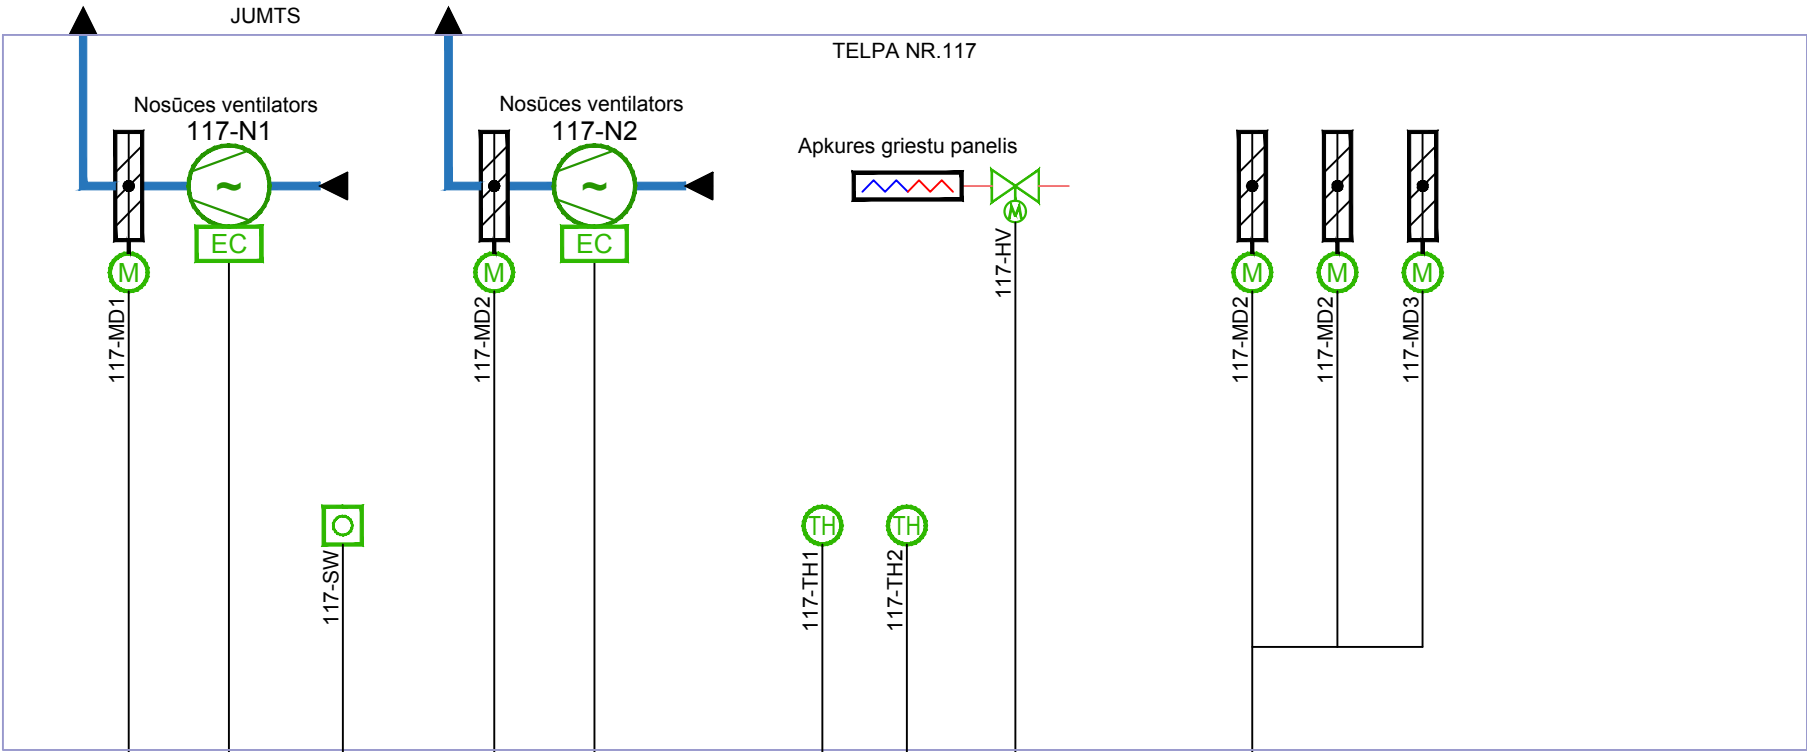 JUMTS
TELPA NR.117
Nosūces ventilators
117-N1
Nosūces ventilators
117-N2
Apkures griestu panelis
~
~
M
EC
EC
M
M
M
M
M
117-MD1
117-MD2
117-HV
117-MD2
117-MD2
117-MD3
TH
TH
117-SW
117-TH1
117-TH2